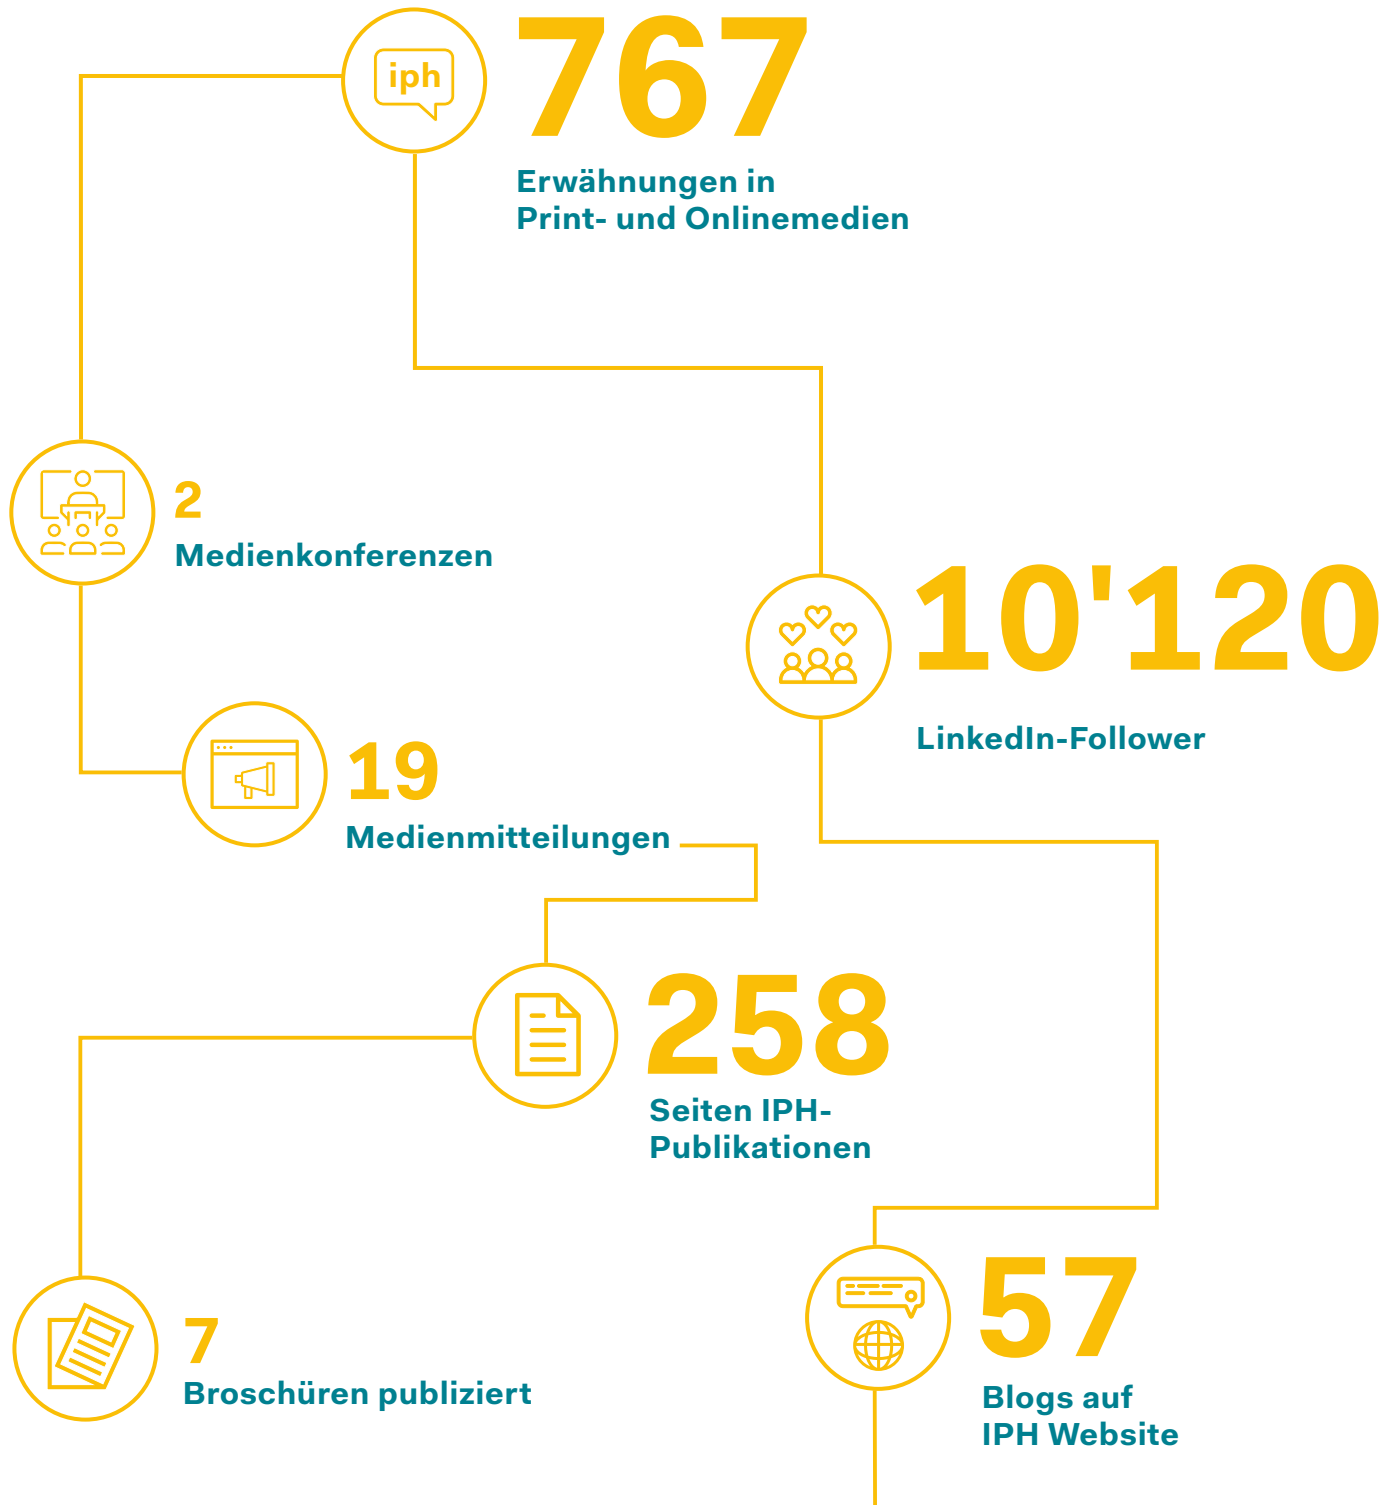 iph
767
Erwähnungen in
Print- und Onlinemedien
2
Medienkonferenzen
10'120
LinkedIn-Follower
19
Medienmitteilungen
258
Seiten IPH-
Publikationen
7
Broschüren publiziert
57
Blogs auf
IPH Website